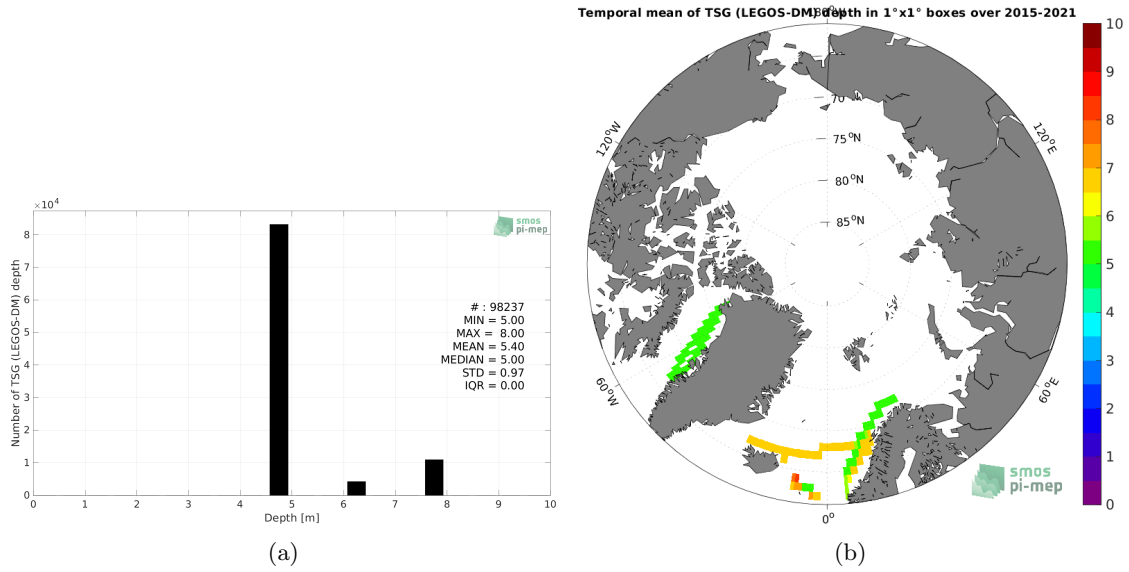 ×10⁴
8
7
6
5
4
3
2
1
0
Number of TSG (LEGOS-DM) depth
smos
pi-mep
# : 98237
MIN = 5.00
MAX = 8.00
MEAN = 5.40
MEDIAN = 5.00
STD = 0.97
IQR = 0.00
0 1 2 3 4 5 6 7 8 9 10
Depth [m]
(a)
Temporal mean of TSG (LEGOS-DM) depth in 1°x1° boxes over 2015-2021
120°W
120°E
75°N
80°N
85°N
60°W
60°E
0°
smos
pi-mep
10
9
8
7
6
5
4
3
2
1
0
(b)